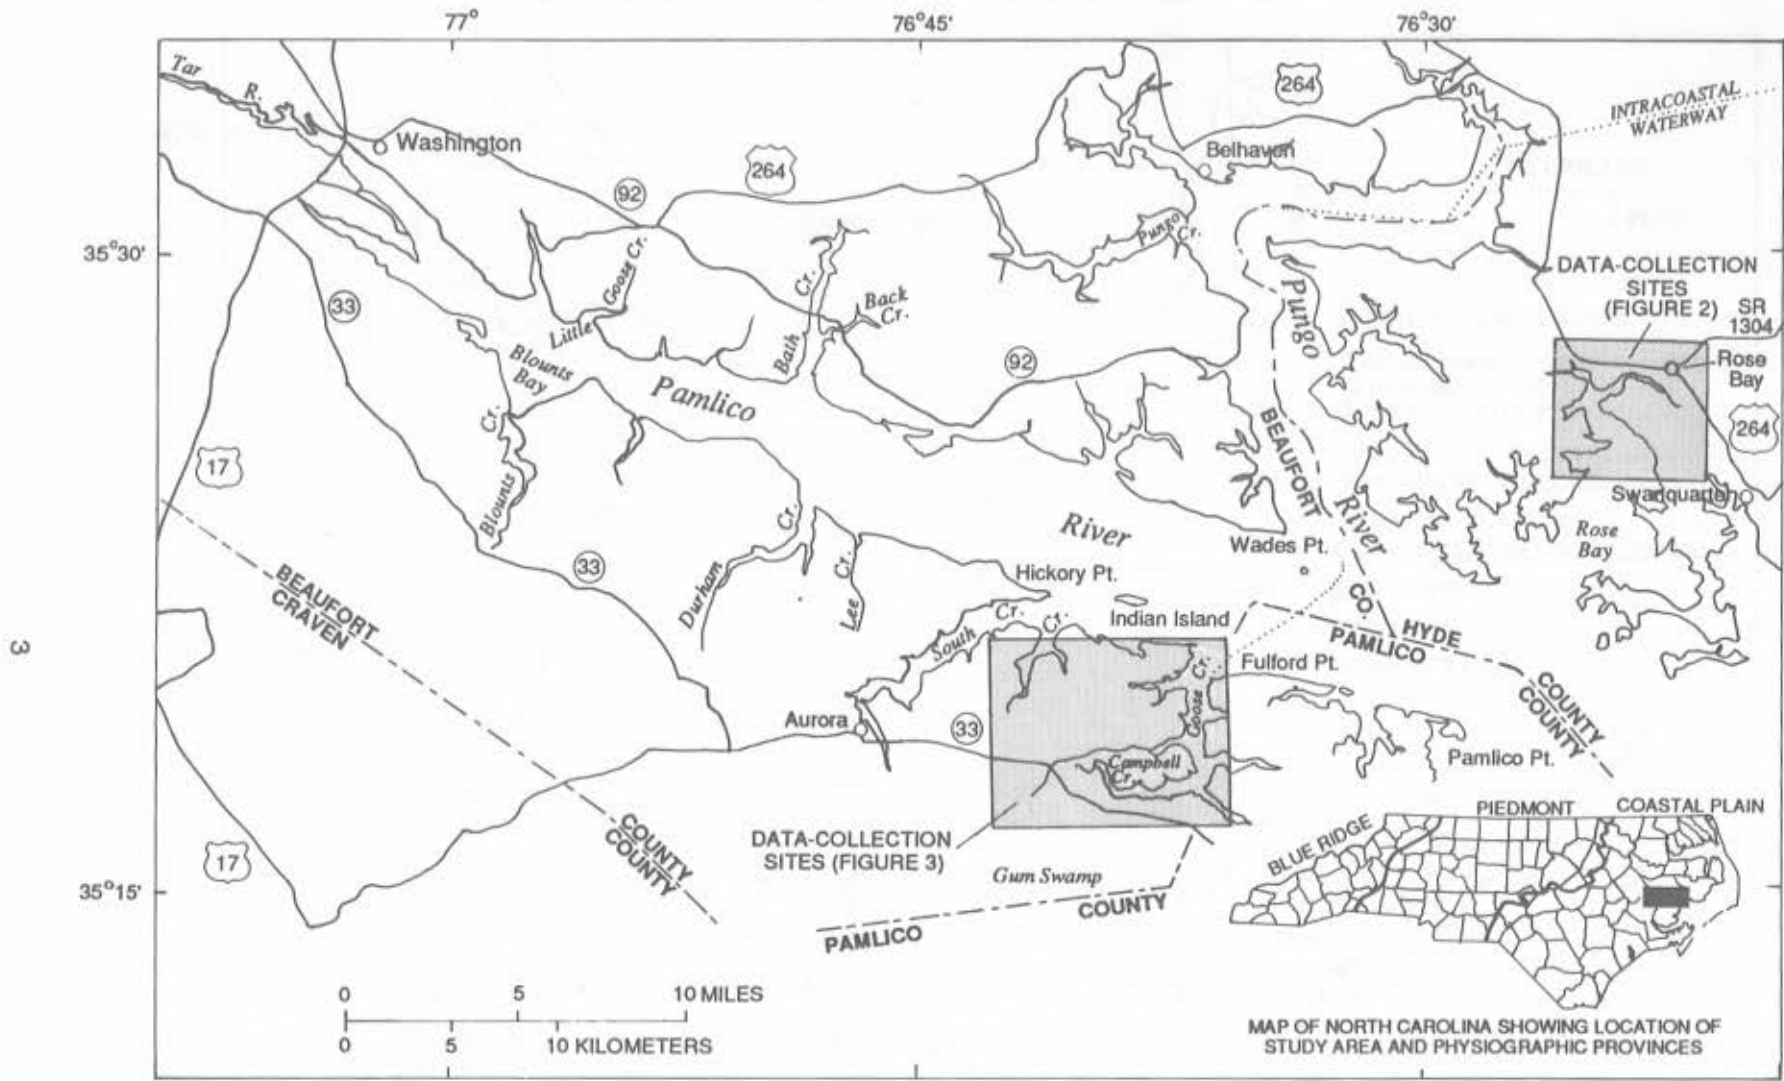 77°
76°45'
76°30'
Tar
R.
Washington
264
92
264
Belhaven
INTRACOASTAL
WATERWAY
35°30'
33
Little
Goose Cr.
Bath
Cr.
Back
Cr.
Pungo
Cr.
DATA-COLLECTION
SITES
(FIGURE 2)
SR
1304
Rose
Bay
264
Blounts
Bay
Pamlico
92
Pungo
River
17
Blounts
Cr.
BEAUFORT
CO.
Swanquarter
Rose
Bay
River
Wades Pt.
Hickory Pt.
33
Durham
Cr.
Lee
Cr.
BEAUFORT
CRAVEN
South
Cr.
Cr.
Indian Island
HYDE
PAMLICO
Fulford Pt.
COUNTY
COUNTY
Goose
Cr.
Aurora
33
Campbell
Cr.
Pamlico Pt.
3
17
COUNTY
COUNTY
DATA-COLLECTION
SITES (FIGURE 3)
Gum Swamp
PAMLICO
COUNTY
35°15'
BLUE RIDGE
PIEDMONT
COASTAL PLAIN
0 5 10 MILES
0 5 10 KILOMETERS
MAP OF NORTH CAROLINA SHOWING LOCATION OF
STUDY AREA AND PHYSIOGRAPHIC PROVINCES